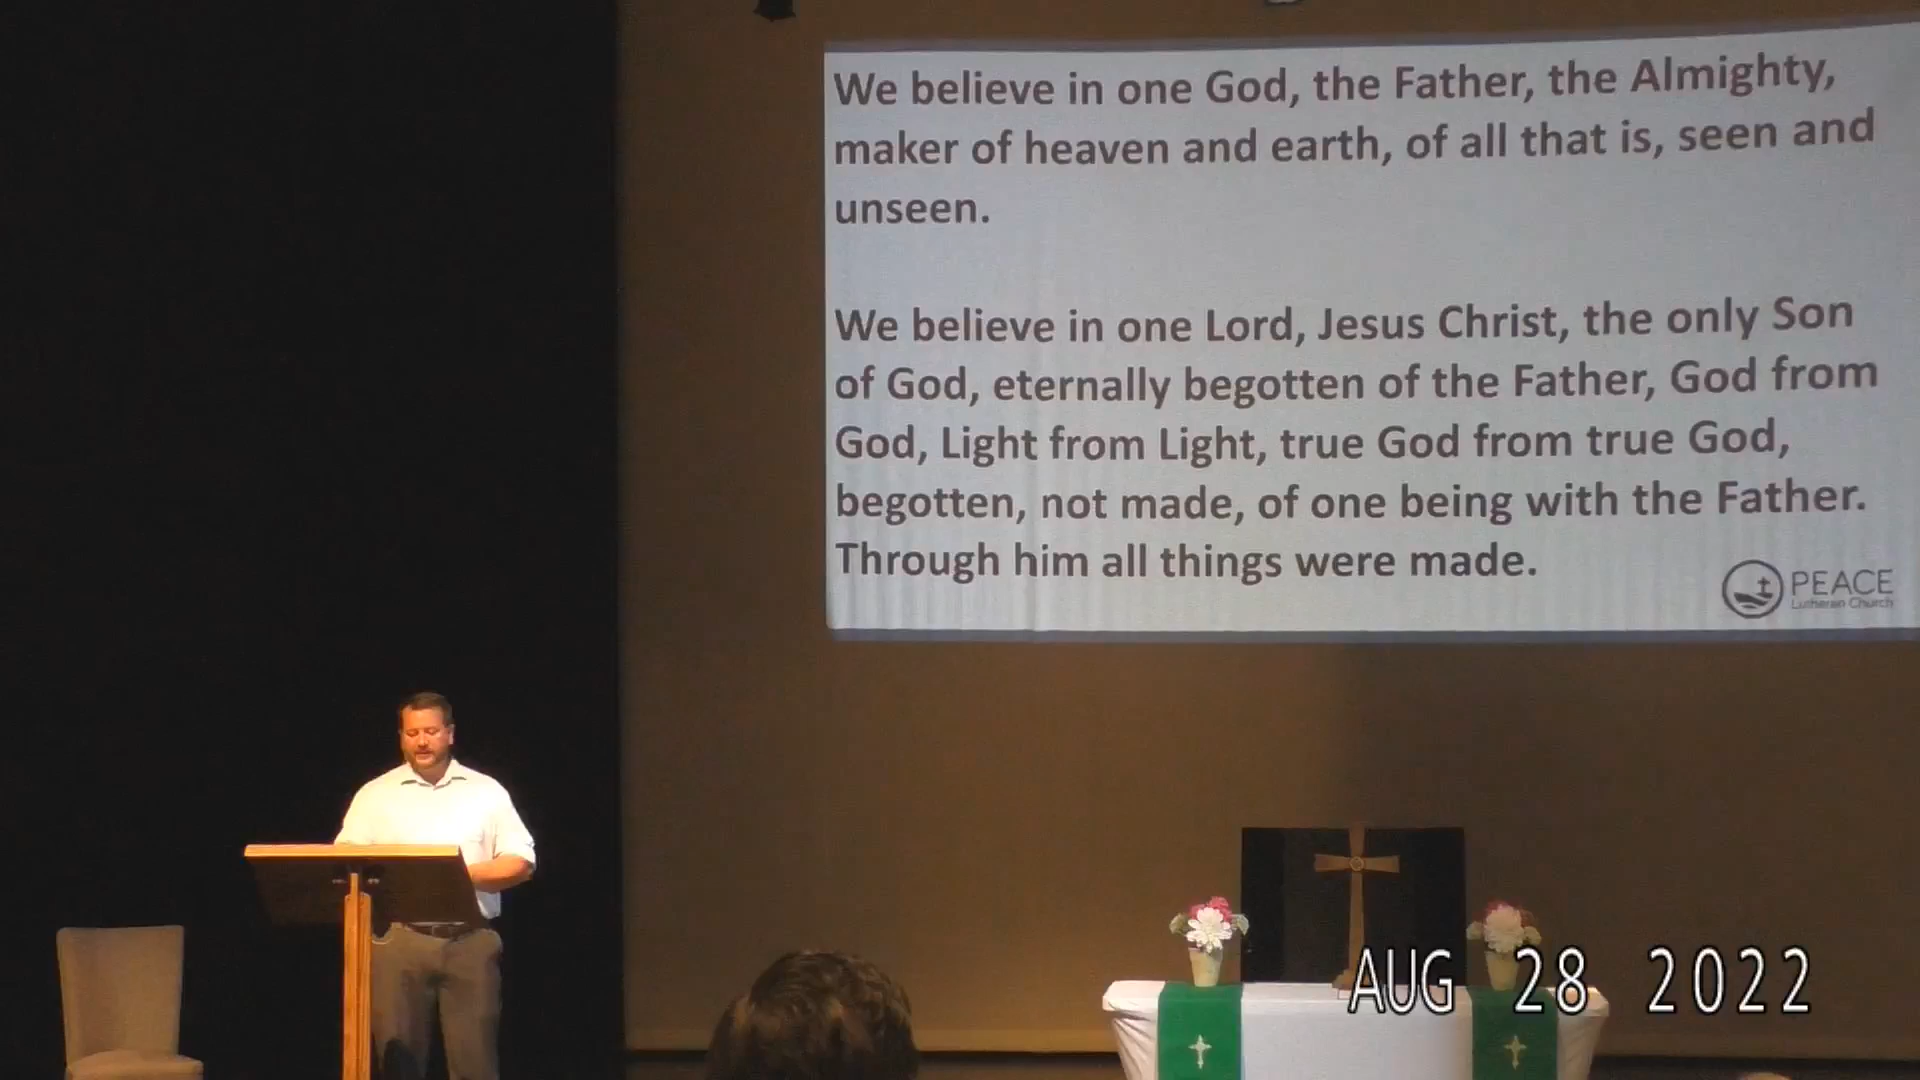 We believe in one God, the Father, the Almighty,
maker of heaven and earth, of all that is, seen and
unseen.
We believe in one Lord, Jesus Christ, the only Son
of God, eternally begotten of the Father, God from
God, Light from Light, true God from true God,
begotten, not made, of one being with the Father.
Through him all things were made.
PEACE
Lutheran Church
AUG 28 2022